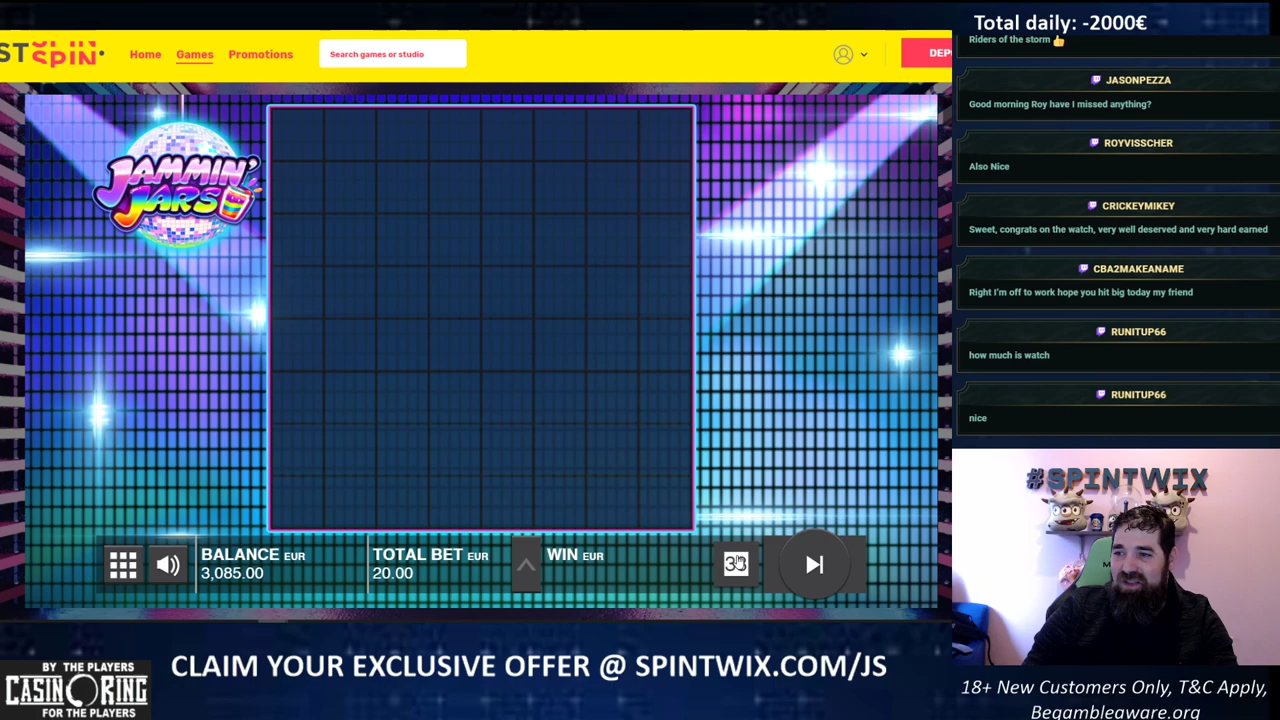 Total daily: -2000€
ST SPIN SPIN.
Home
Games
Promotions
Search games or studio
DEP
Riders of the storm 👍
JASONPEZZA
Good morning Roy have I missed anything?
ROYVISSCHER
Also Nice
CRICKEYMIKEY
Sweet, congrats on the watch, very well deserved and very hard earned
CBA2MAKEANAME
Right I'm off to work hope you hit big today my friend
RUNITUP66
how much is watch
RUNITUP66
nice
JAMMIN'
JARS
#SPINTWIX
BALANCE EUR
3,085.00
TOTAL BET EUR
20.00
WIN EUR
33
BY THE PLAYERS
CASINO RING
FOR THE PLAYERS
CLAIM YOUR EXCLUSIVE OFFER @ SPINTWIX.COM/JS
18+ New Customers Only, T&C Apply,
Begambleaware.org